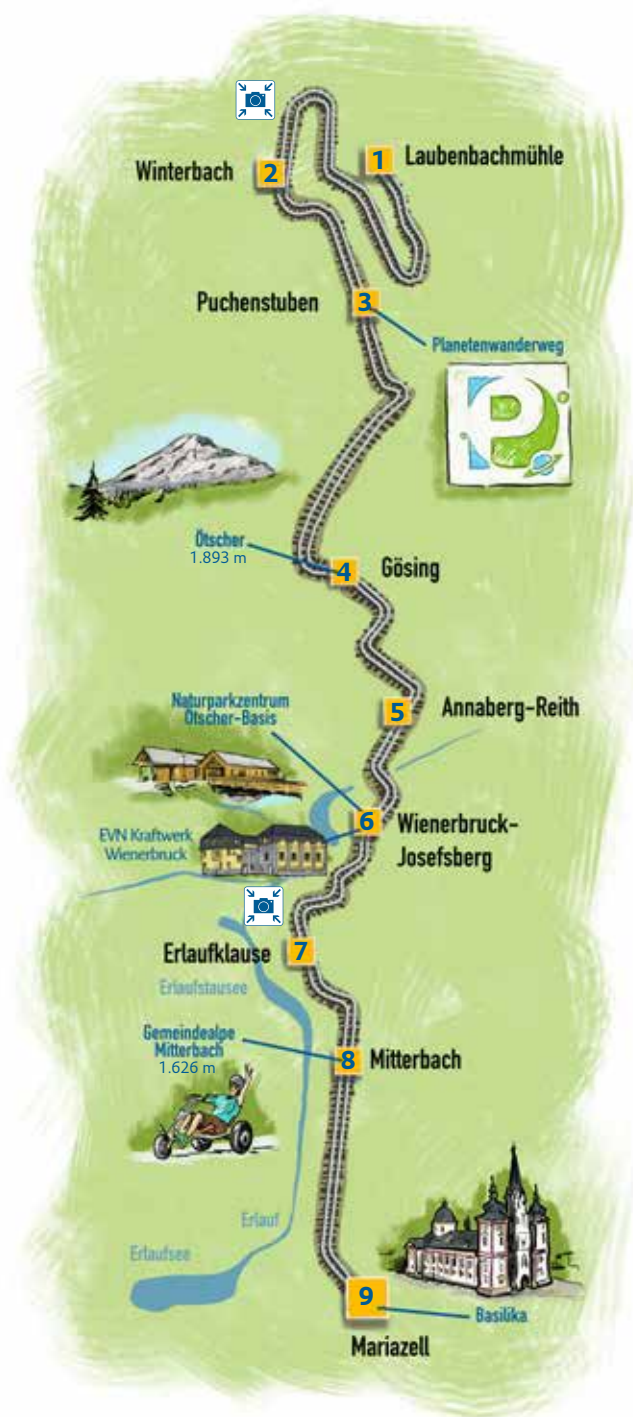 1
Laubenbachmühle
Winterbach
2
Puchenstuben
3
Planetenwanderweg
P
Ötscher
1.893 m
4
Gösing
Naturparkzentrum
Ötscher-Basis
5
Annaberg-Reith
EVN Kraftwerk
Wienerbruck
6
Wienerbruck-
Josefsberg
Erlaufklause
7
Erlaufstausee
Gemeindealpe
Mitterbach
1.626 m
8
Mitterbach
Erlauf
Erlaufsee
9
Basilika
Mariazell